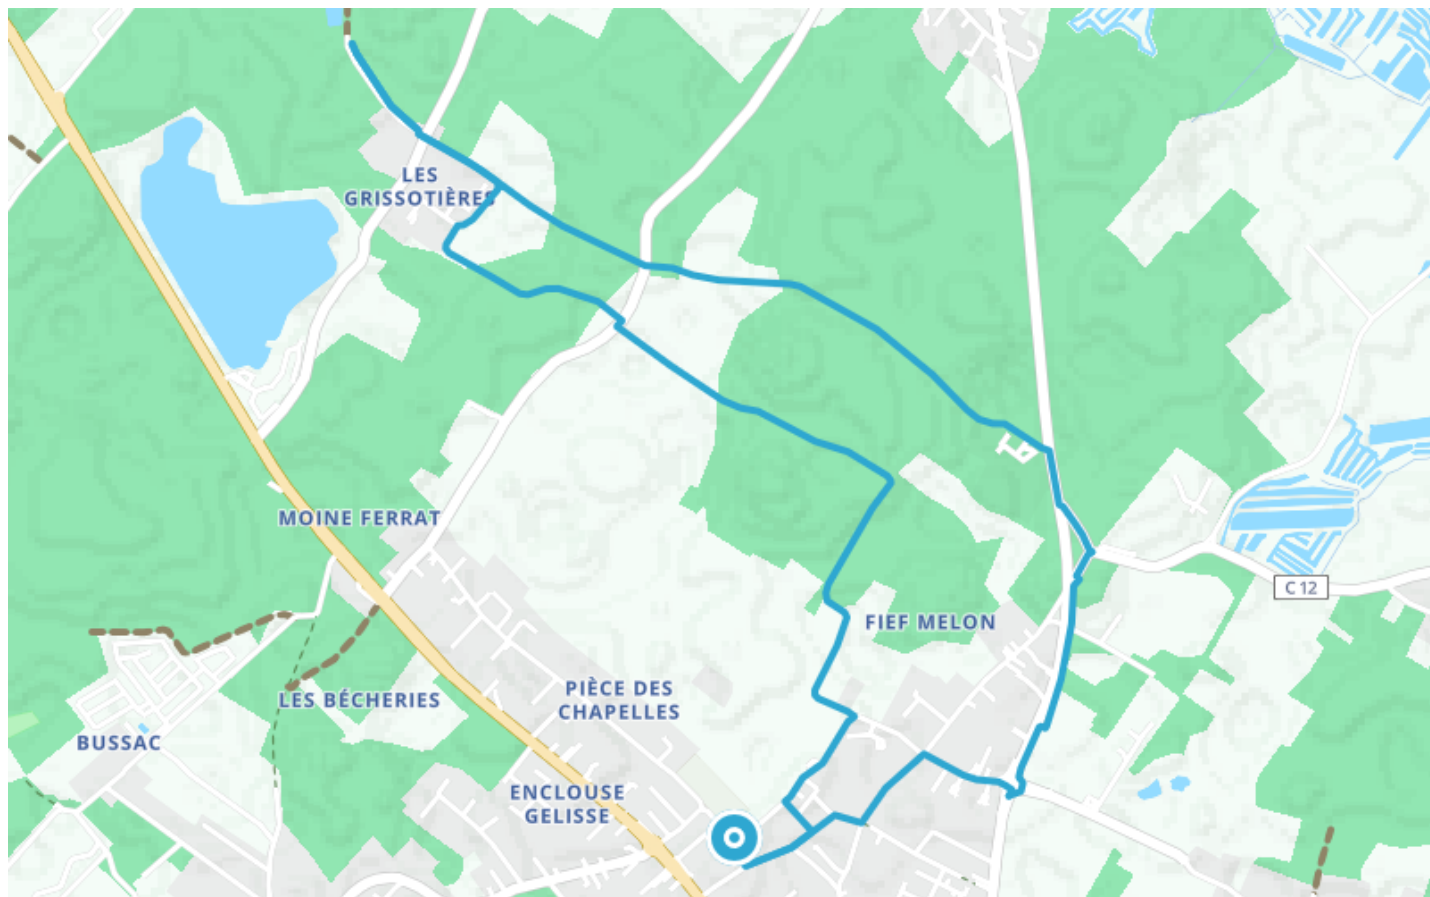 LES
GRISSOTIÈRES
MOINE FERRAT
C 12
FIEF MELON
LES BÉCHERIES
PIÈCE DES
CHAPELLES
BUSSAC
ENCLOUSE
GELISSE